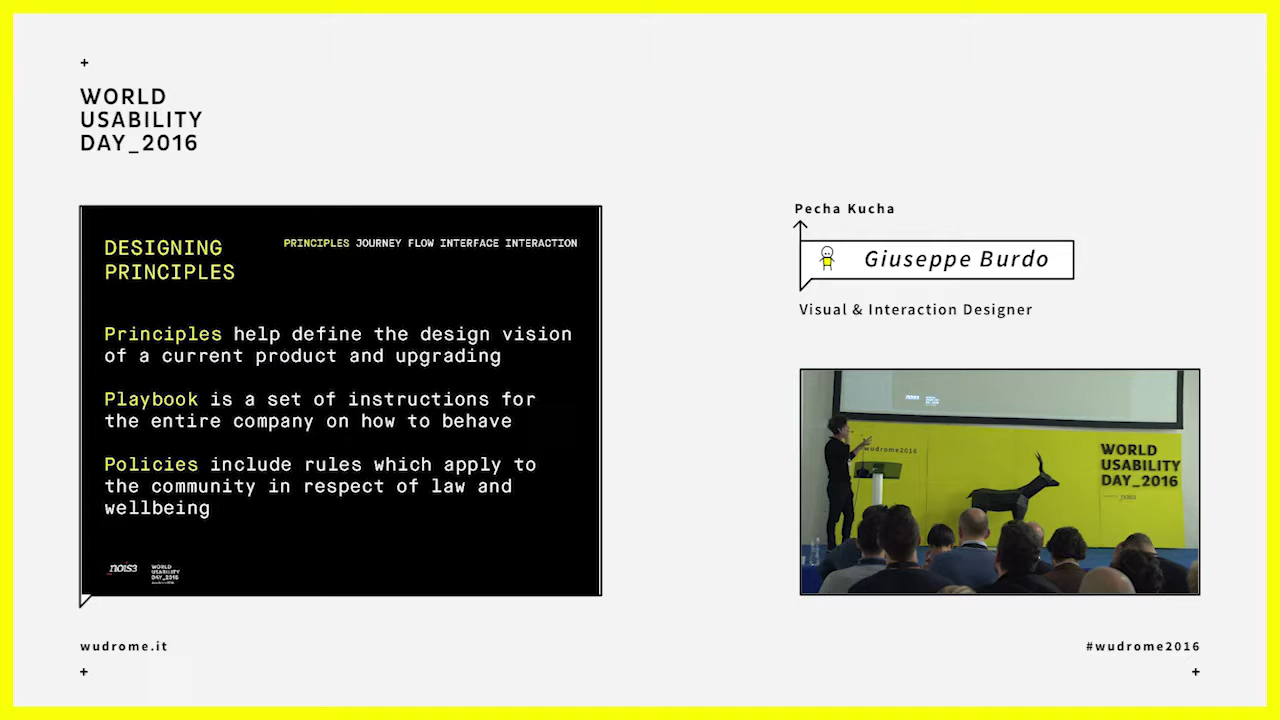 WORLD
USABILITY
DAY_2016
DESIGNING
PRINCIPLES
PRINCIPLES JOURNEY FLOW INTERFACE INTERACTION
Principles help define the design vision
of a current product and upgrading
Playbook is a set of instructions for
the entire company on how to behave
Policies include rules which apply to
the community in respect of law and
wellbeing
nois3
WORLD
USABILITY
DAY_2016
Pecha Kucha
Giuseppe Burdo
Visual & Interaction Designer
nois3
wudrome2016
WORLD
USABILITY
DAY_2016
nois3
wudrome.it
#wudrome2016